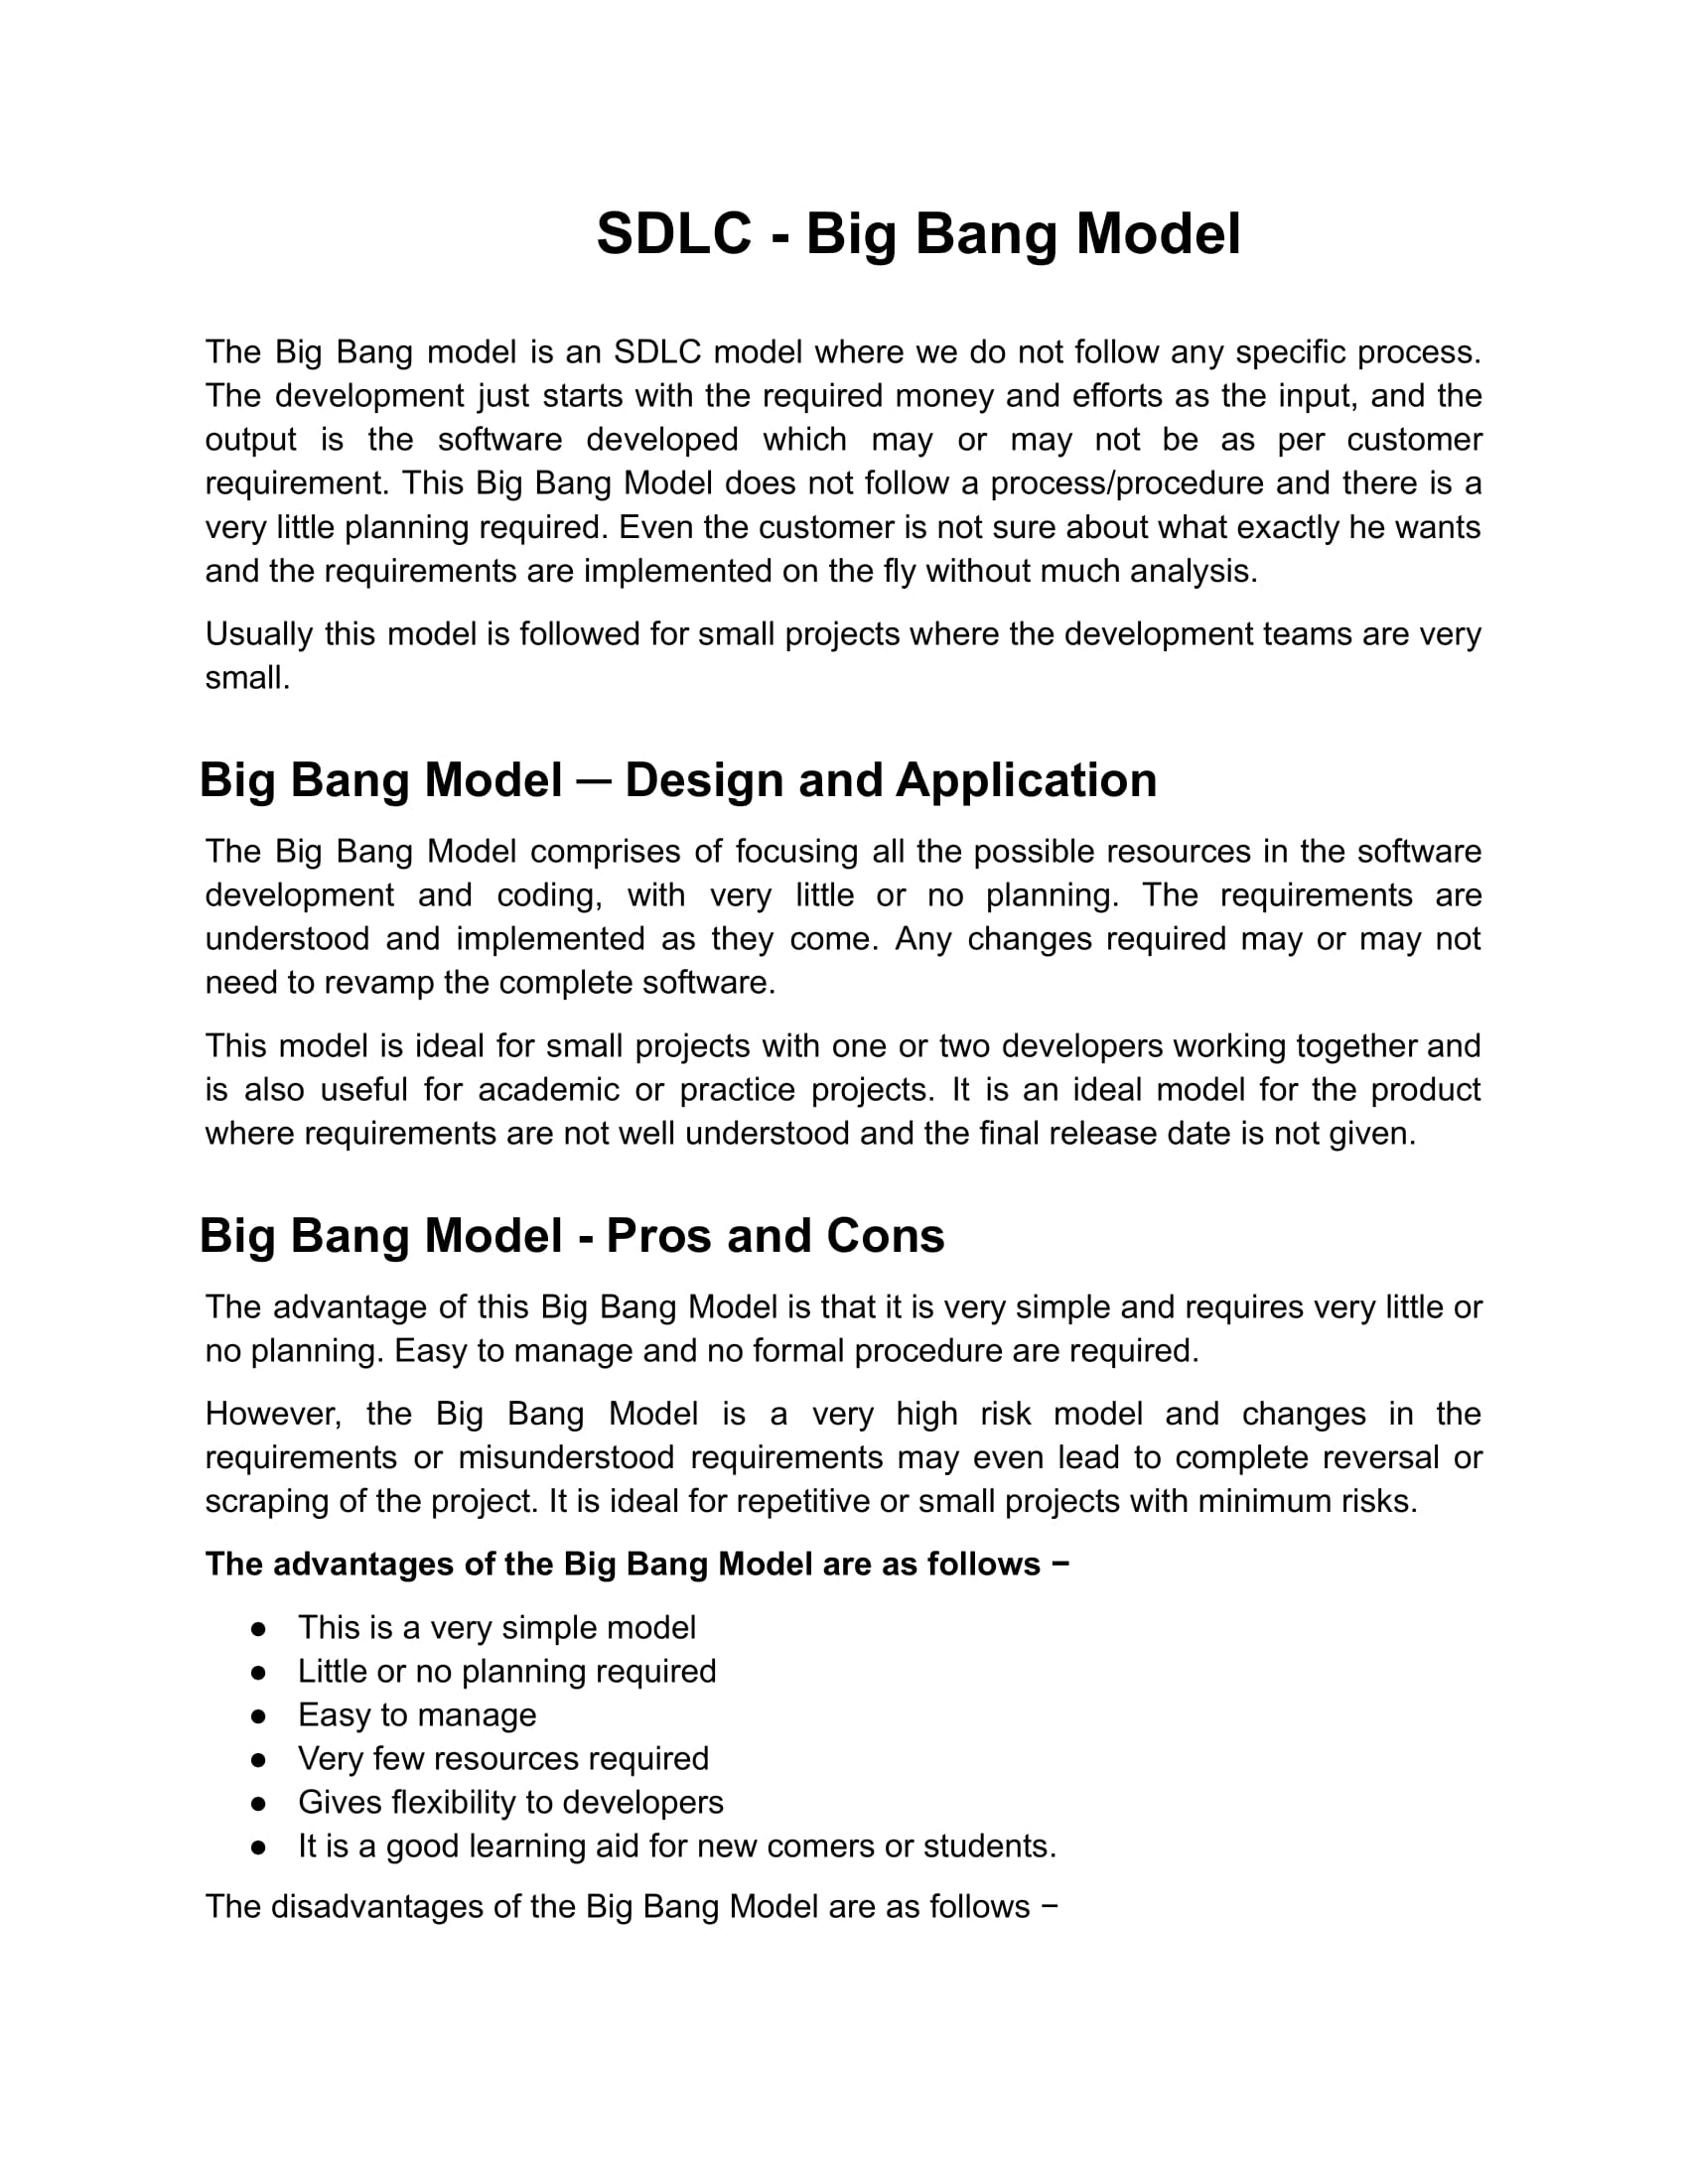 SDLC - Big Bang Model
The Big Bang model is an SDLC model where we do not follow any specific process.
The development just starts with the required money and efforts as the input, and the
output is the software developed which may or may not be as per customer
requirement. This Big Bang Model does not follow a process/procedure and there is a
very little planning required. Even the customer is not sure about what exactly he wants
and the requirements are implemented on the fly without much analysis.
Usually this model is followed for small projects where the development teams are very
small.
Big Bang Model ─ Design and Application
The Big Bang Model comprises of focusing all the possible resources in the software
development and coding, with very little or no planning. The requirements are
understood and implemented as they come. Any changes required may or may not
need to revamp the complete software.
This model is ideal for small projects with one or two developers working together and
is also useful for academic or practice projects. It is an ideal model for the product
where requirements are not well understood and the final release date is not given.
Big Bang Model - Pros and Cons
The advantage of this Big Bang Model is that it is very simple and requires very little or
no planning. Easy to manage and no formal procedure are required.
However, the Big Bang Model is a very high risk model and changes in the
requirements or misunderstood requirements may even lead to complete reversal or
scraping of the project. It is ideal for repetitive or small projects with minimum risks.
The advantages of the Big Bang Model are as follows −
● This is a very simple model
● Little or no planning required
● Easy to manage
● Very few resources required
● Gives flexibility to developers
● It is a good learning aid for new comers or students.
The disadvantages of the Big Bang Model are as follows −